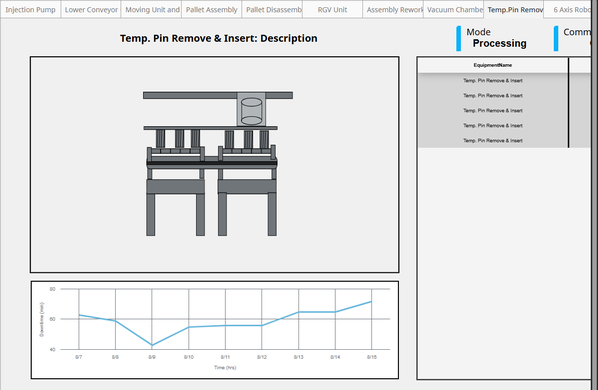 Injection Pump
Lower Conveyor
Moving Unit and
Pallet Assembly
Pallet Disassemb
RGV Unit
Assembly Rework
Vacuum Chambe
Temp.Pin Remov
6 Axis Robo
Temp. Pin Remove & Insert: Description
Mode
Processing
Comm
EquipmentName
Temp. Pin Remove & Insert
Temp. Pin Remove & Insert
Temp. Pin Remove & Insert
Temp. Pin Remove & Insert
Temp. Pin Remove & Insert
80
60
40
8/7
8/8
8/9
8/10
8/11
8/12
8/13
8/14
8/15
Time (hrs)